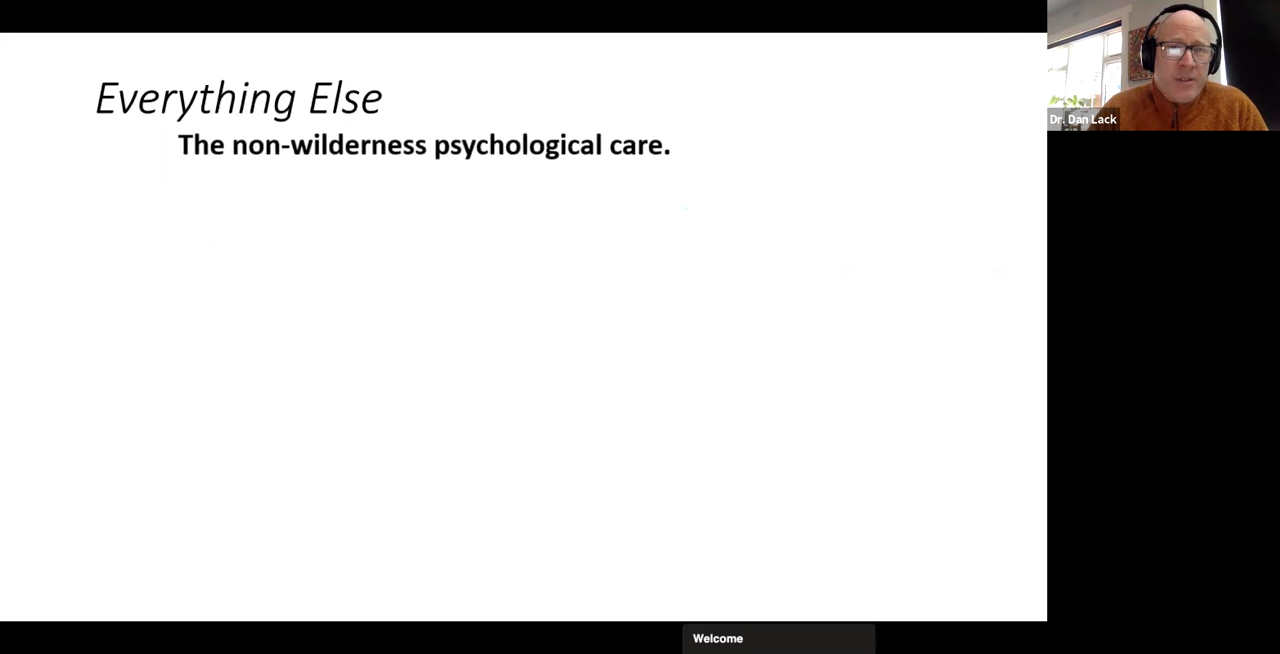 Everything Else
The non-wilderness psychological care.
Dr. Dan Lack
Welcome